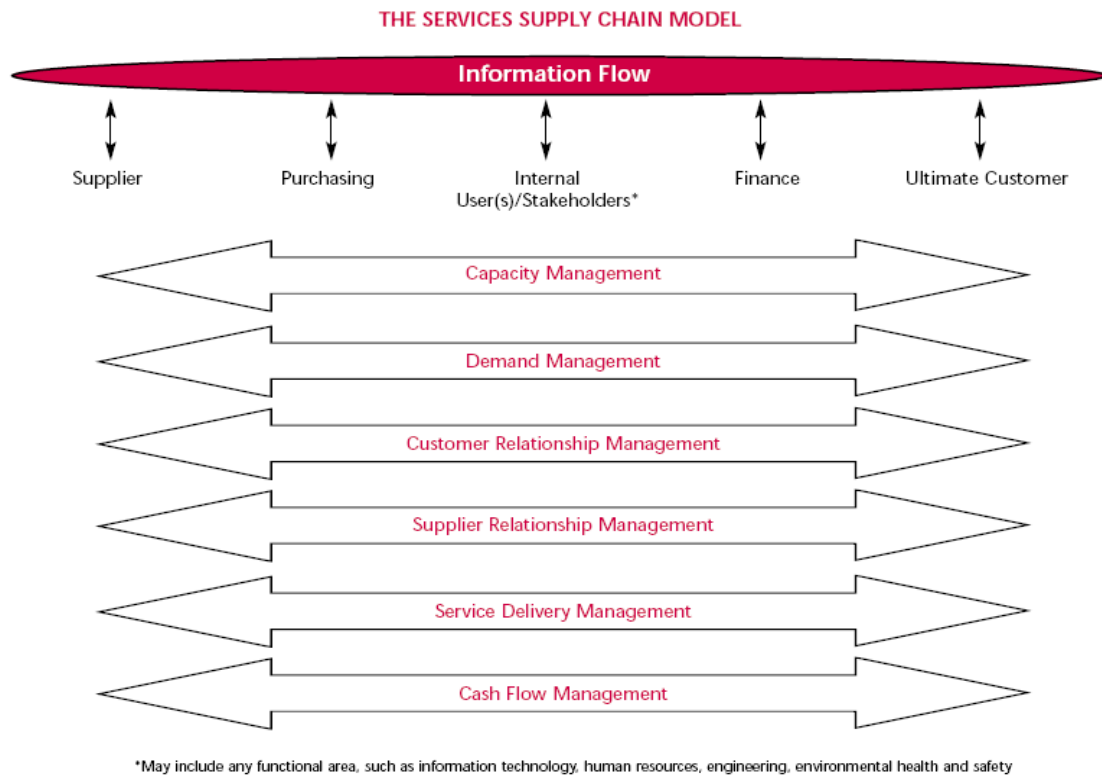 THE SERVICES SUPPLY CHAIN MODEL
Information Flow
Supplier
Purchasing
Internal
User(s)/Stakeholders*
Finance
Ultimate Customer
Capacity Management
Demand Management
Customer Relationship Management
Supplier Relationship Management
Service Delivery Management
Cash Flow Management
*May include any functional area, such as information technology, human resources, engineering, environmental health and safety